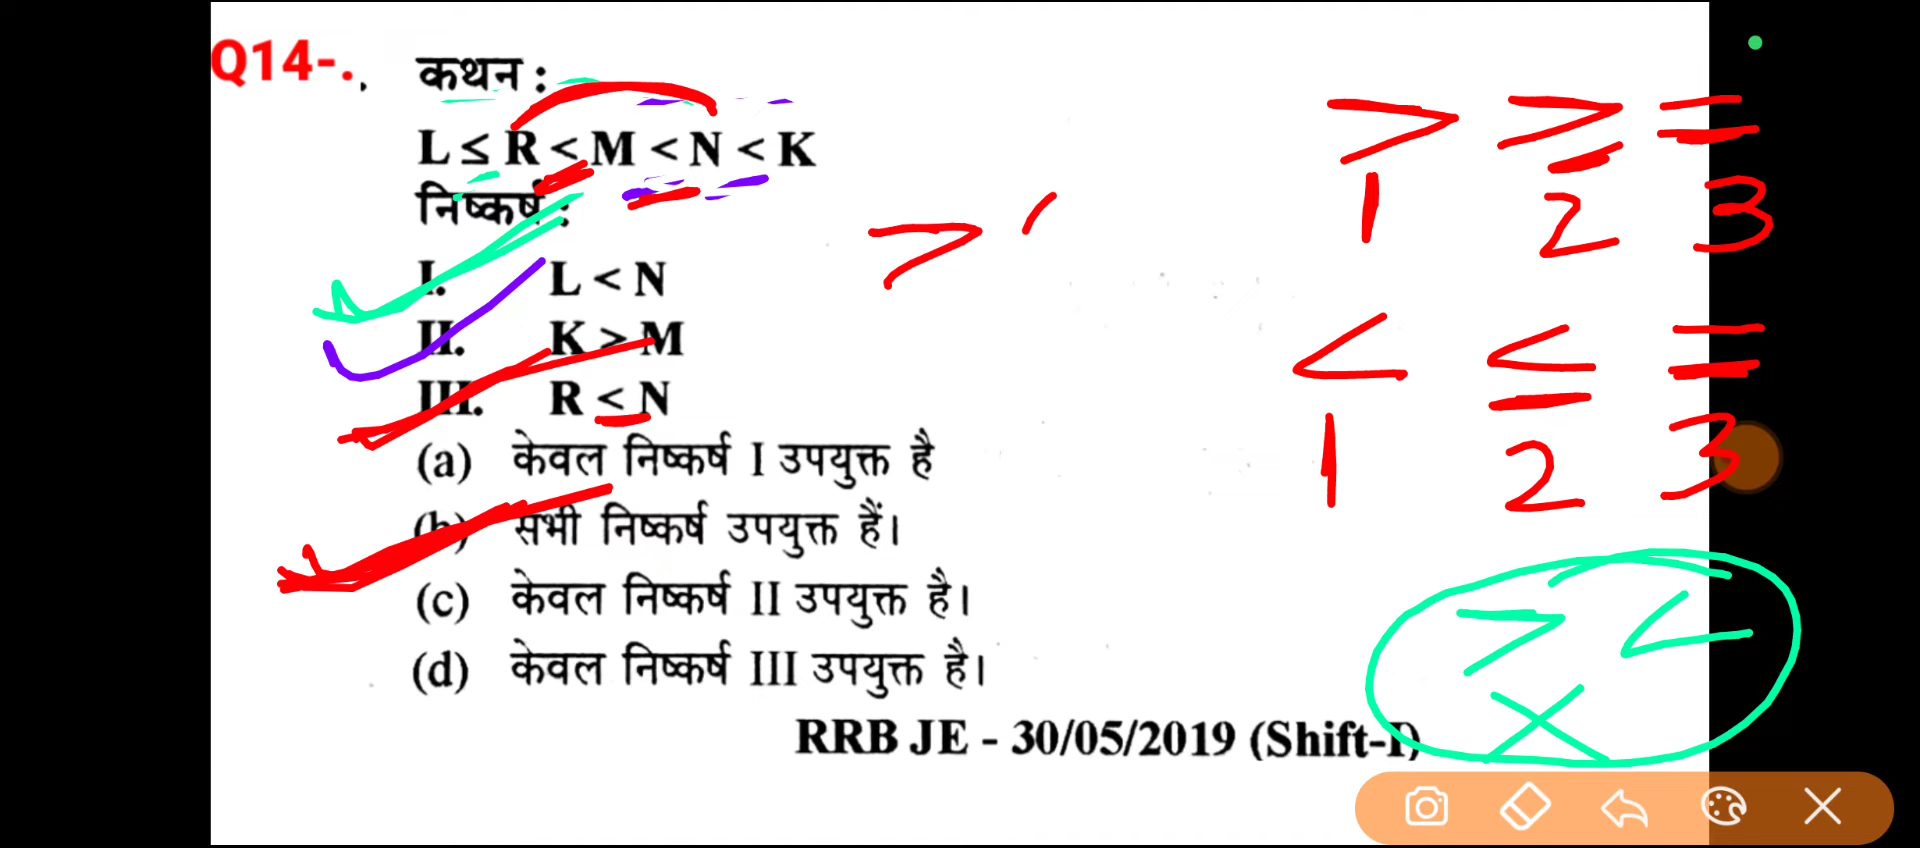 Q14-.
कथन :
L ≤ R < M < N < K
निष्कर्ष :
I. L < N
II. K > M
III. R < N
(a) केवल निष्कर्ष I उपयुक्त है
(b) सभी निष्कर्ष उपयुक्त हैं।
(c) केवल निष्कर्ष II उपयुक्त है।
(d) केवल निष्कर्ष III उपयुक्त है।
RRB JE - 30/05/2019 (Shift-I)
> ≥ =
1 2 3
>
< ≤ =
1 2 3
> <
X